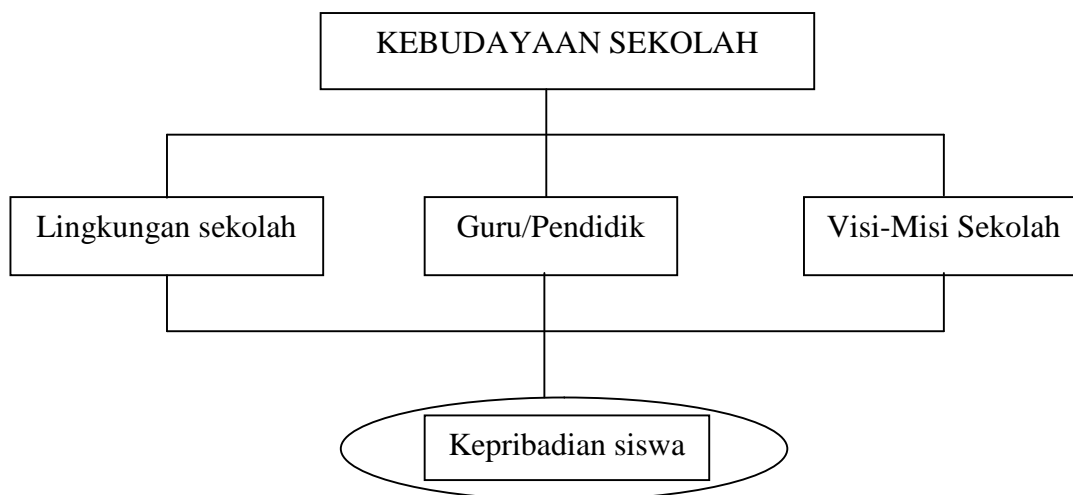 KEBUDAYAAN SEKOLAH
Lingkungan sekolah
Guru/Pendidik
Visi-Misi Sekolah
Kepribadian siswa